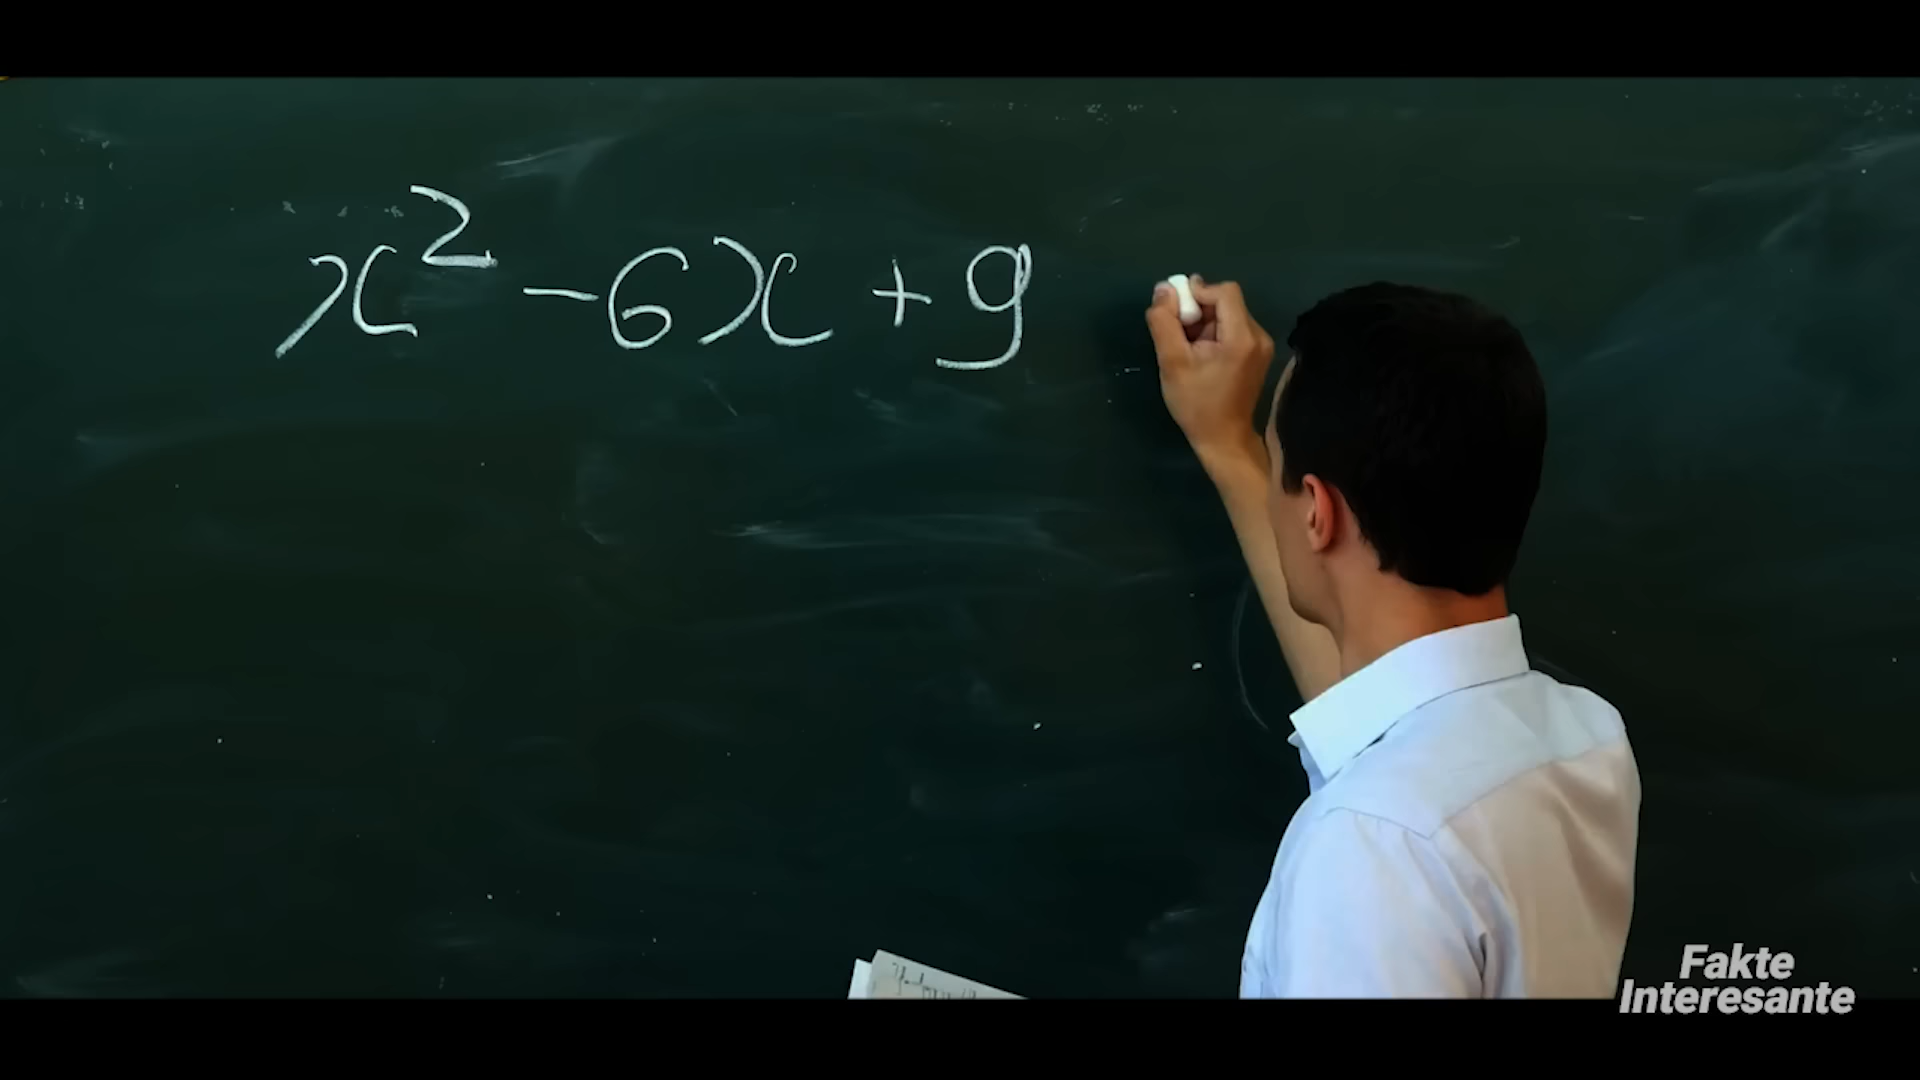 x² - 6x + 9
Fakte
Interesante